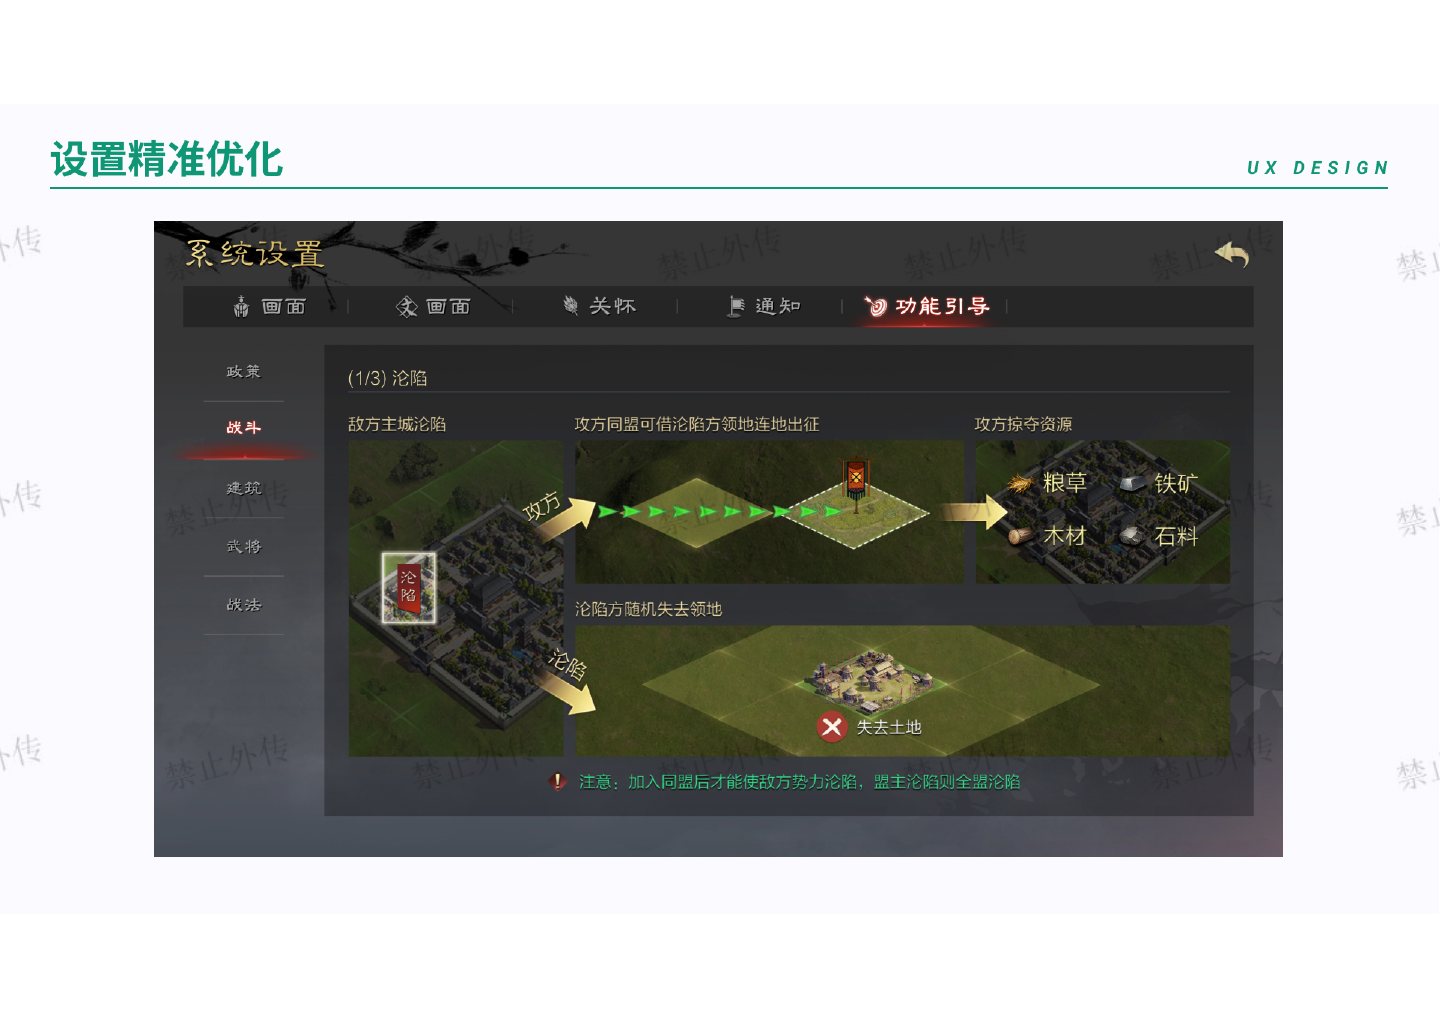 设置精准优化
UX DESIGN
系统设置
画面
画面
关怀
通知
功能引导
政策
战斗
建筑
武将
战法
(1/3) 沦陷
敌方主城沦陷
攻方同盟可借沦陷方领地连地出征
攻方掠夺资源
攻方
沦陷
沦陷
粮草
铁矿
木材
石料
沦陷方随机失去领地
失去土地
注意：加入同盟后才能使敌方势力沦陷，盟主沦陷则全盟沦陷
禁止外传